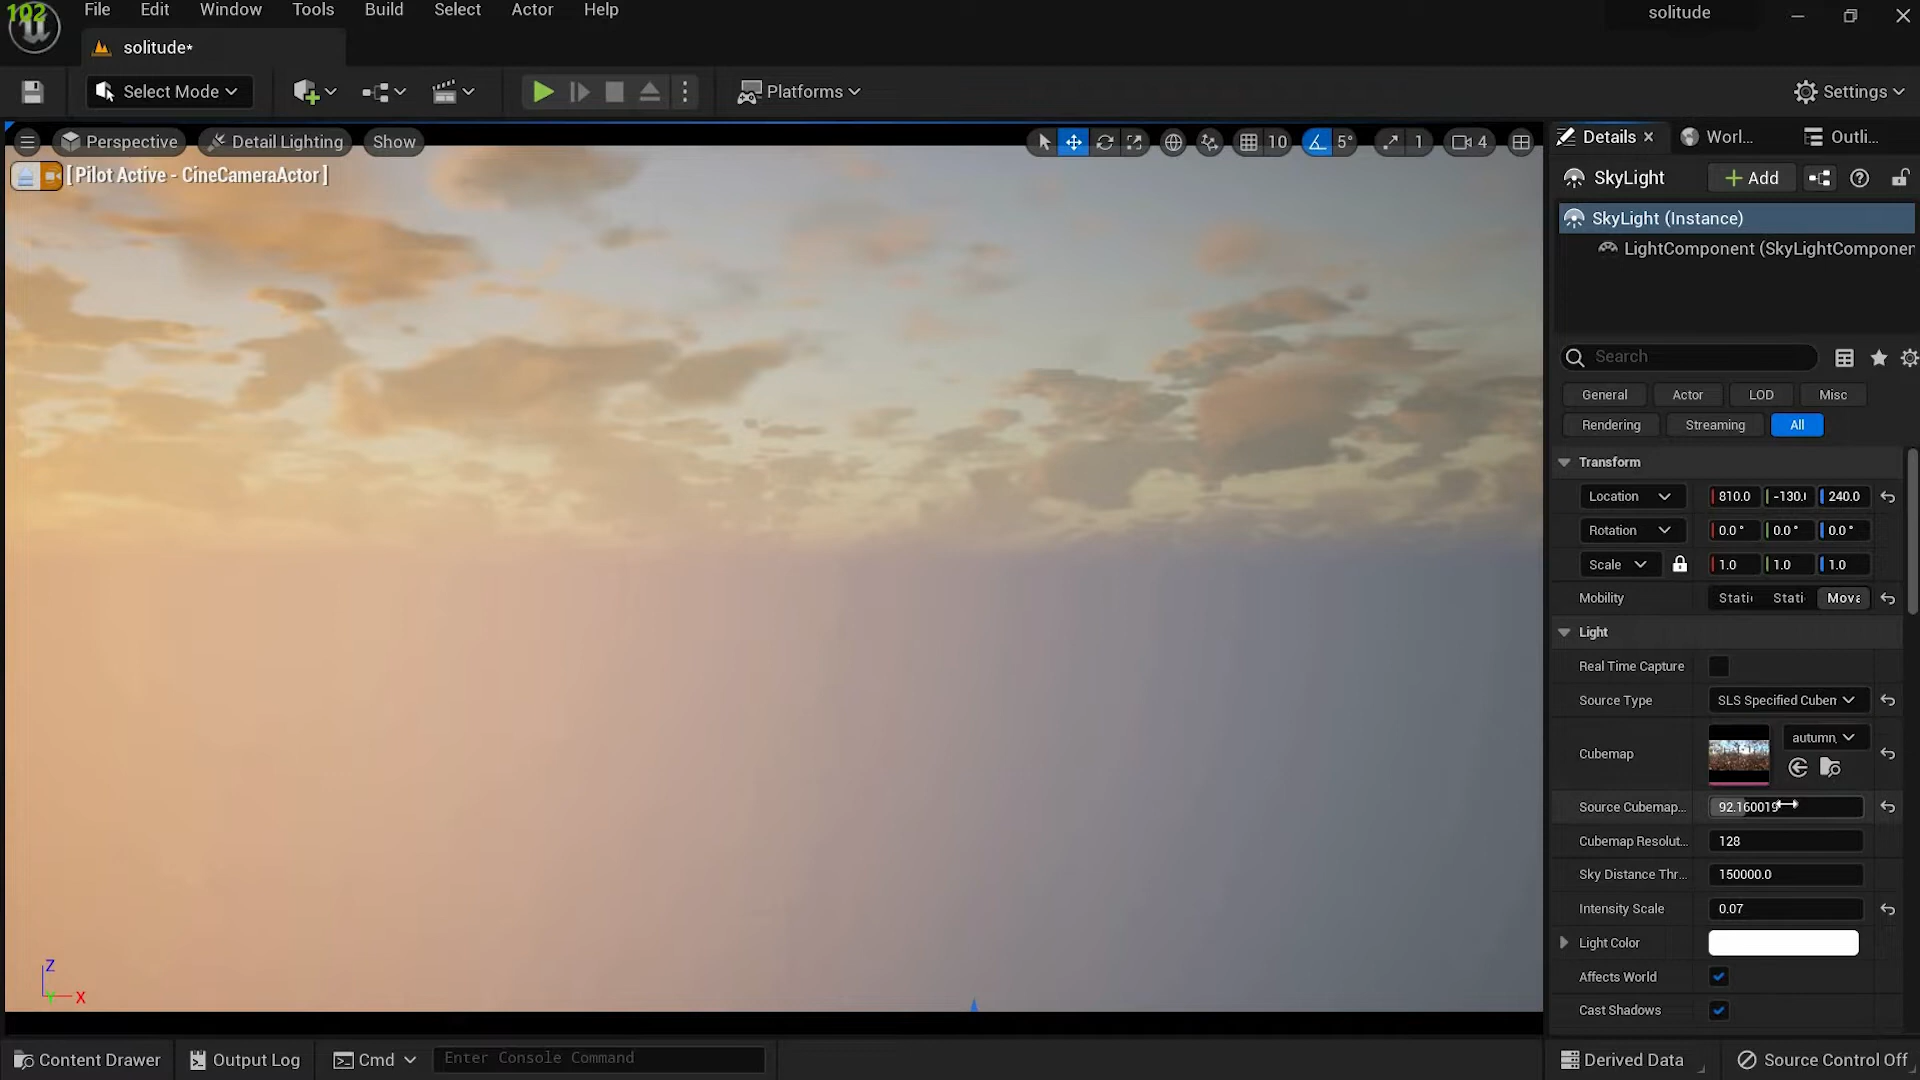 102
File Edit Window Tools Build Select Actor Help
solitude
solitude*
Select Mode
Platforms
Settings
Perspective
Detail Lighting
Show
10
5°
1
4
[ Pilot Active - CineCameraActor ]
Z
X
Details
Worl...
Outli...
SkyLight
+ Add
SkyLight (Instance)
LightComponent (SkyLightComponen
Search
General Actor LOD Misc
Rendering Streaming All
Transform
Location 810.0 -130.( 240.0
Rotation 0.0 ° 0.0 ° 0.0 °
Scale 1.0 1.0 1.0
Mobility Stati Stati Mova
Light
Real Time Capture
Source Type SLS Specified Cubem
Cubemap autumn_
Source Cubemap... 92.160019
Cubemap Resolut... 128
Sky Distance Thr... 150000.0
Intensity Scale 0.07
Light Color
Affects World
Cast Shadows
Content Drawer
Output Log
Cmd
Enter Console Command
Derived Data
Source Control Off